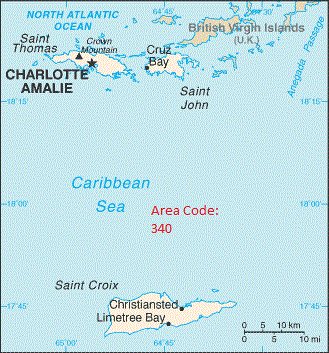 NORTH ATLANTIC
OCEAN
British Virgin Islands
(U.K.)
Saint
Thomas
Crown
Mountain
Cruz
Bay
Anegada Passage
CHARLOTTE
AMALIE
Saint
John
18°15'
18°15'
Caribbean
Sea
Area Code:
340
18°00'
18°00'
Saint Croix
Christiansted
Limetree Bay
17°45'
17°45'
0 5 10 km
0 5 10 mi
65°00'
64°45'